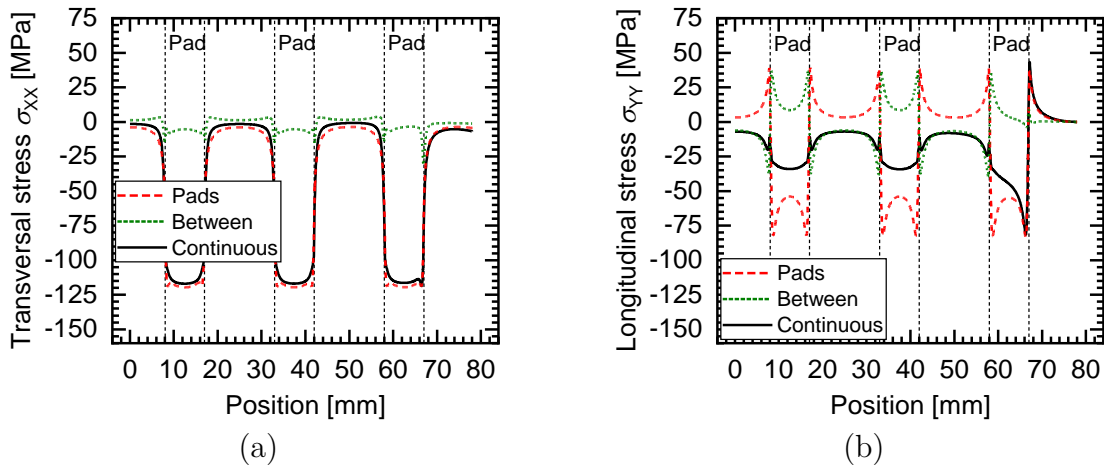 75
50
25
0
-25
-50
-75
-100
-125
-150
Transversal stress σXX [MPa]
Pad Pad Pad
Pads
Between
Continuous
0 10 20 30 40 50 60 70 80
Position [mm]
(a)
75
50
25
0
-25
-50
-75
-100
-125
-150
Longitudinal stress σYY [MPa]
Pad Pad Pad
Pads
Between
Continuous
0 10 20 30 40 50 60 70 80
Position [mm]
(b)